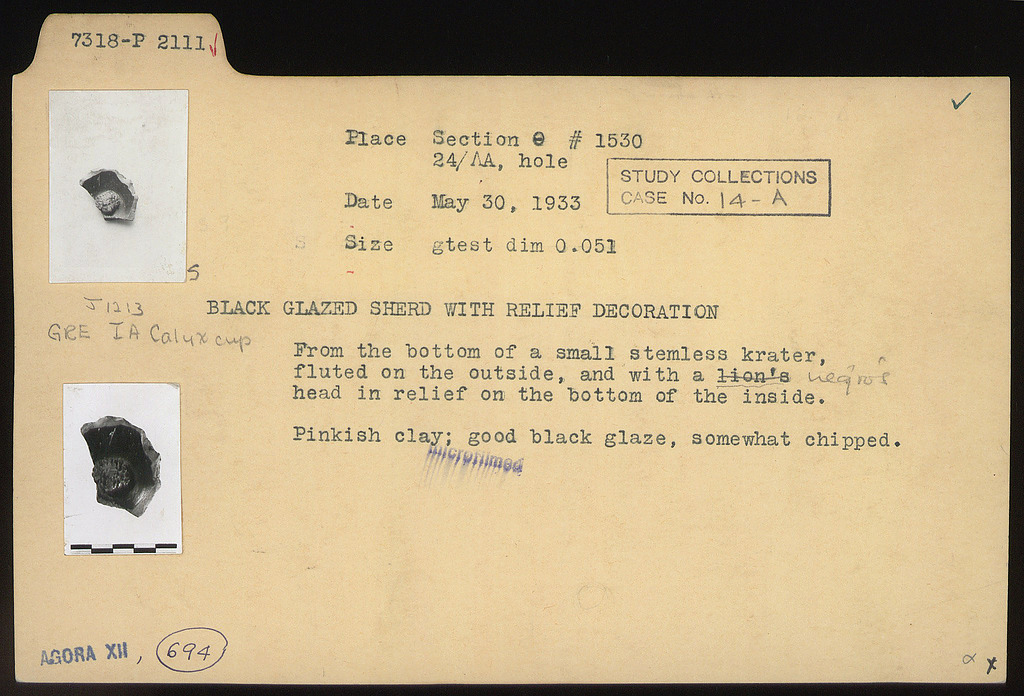 7318-P 2111
Place Section Θ # 1530
24/ΛΑ, hole
STUDY COLLECTIONS
CASE No. 14-A
Date May 30, 1933
Size gtest dim 0.051
S
J 1213
GRE IA Calyx cup
BLACK GLAZED SHERD WITH RELIEF DECORATION
From the bottom of a small stemless krater,
fluted on the outside, and with a lion's negro's
head in relief on the bottom of the inside.
Pinkish clay; good black glaze, somewhat chipped.
microfilmed
AGORA XII, 694
α x